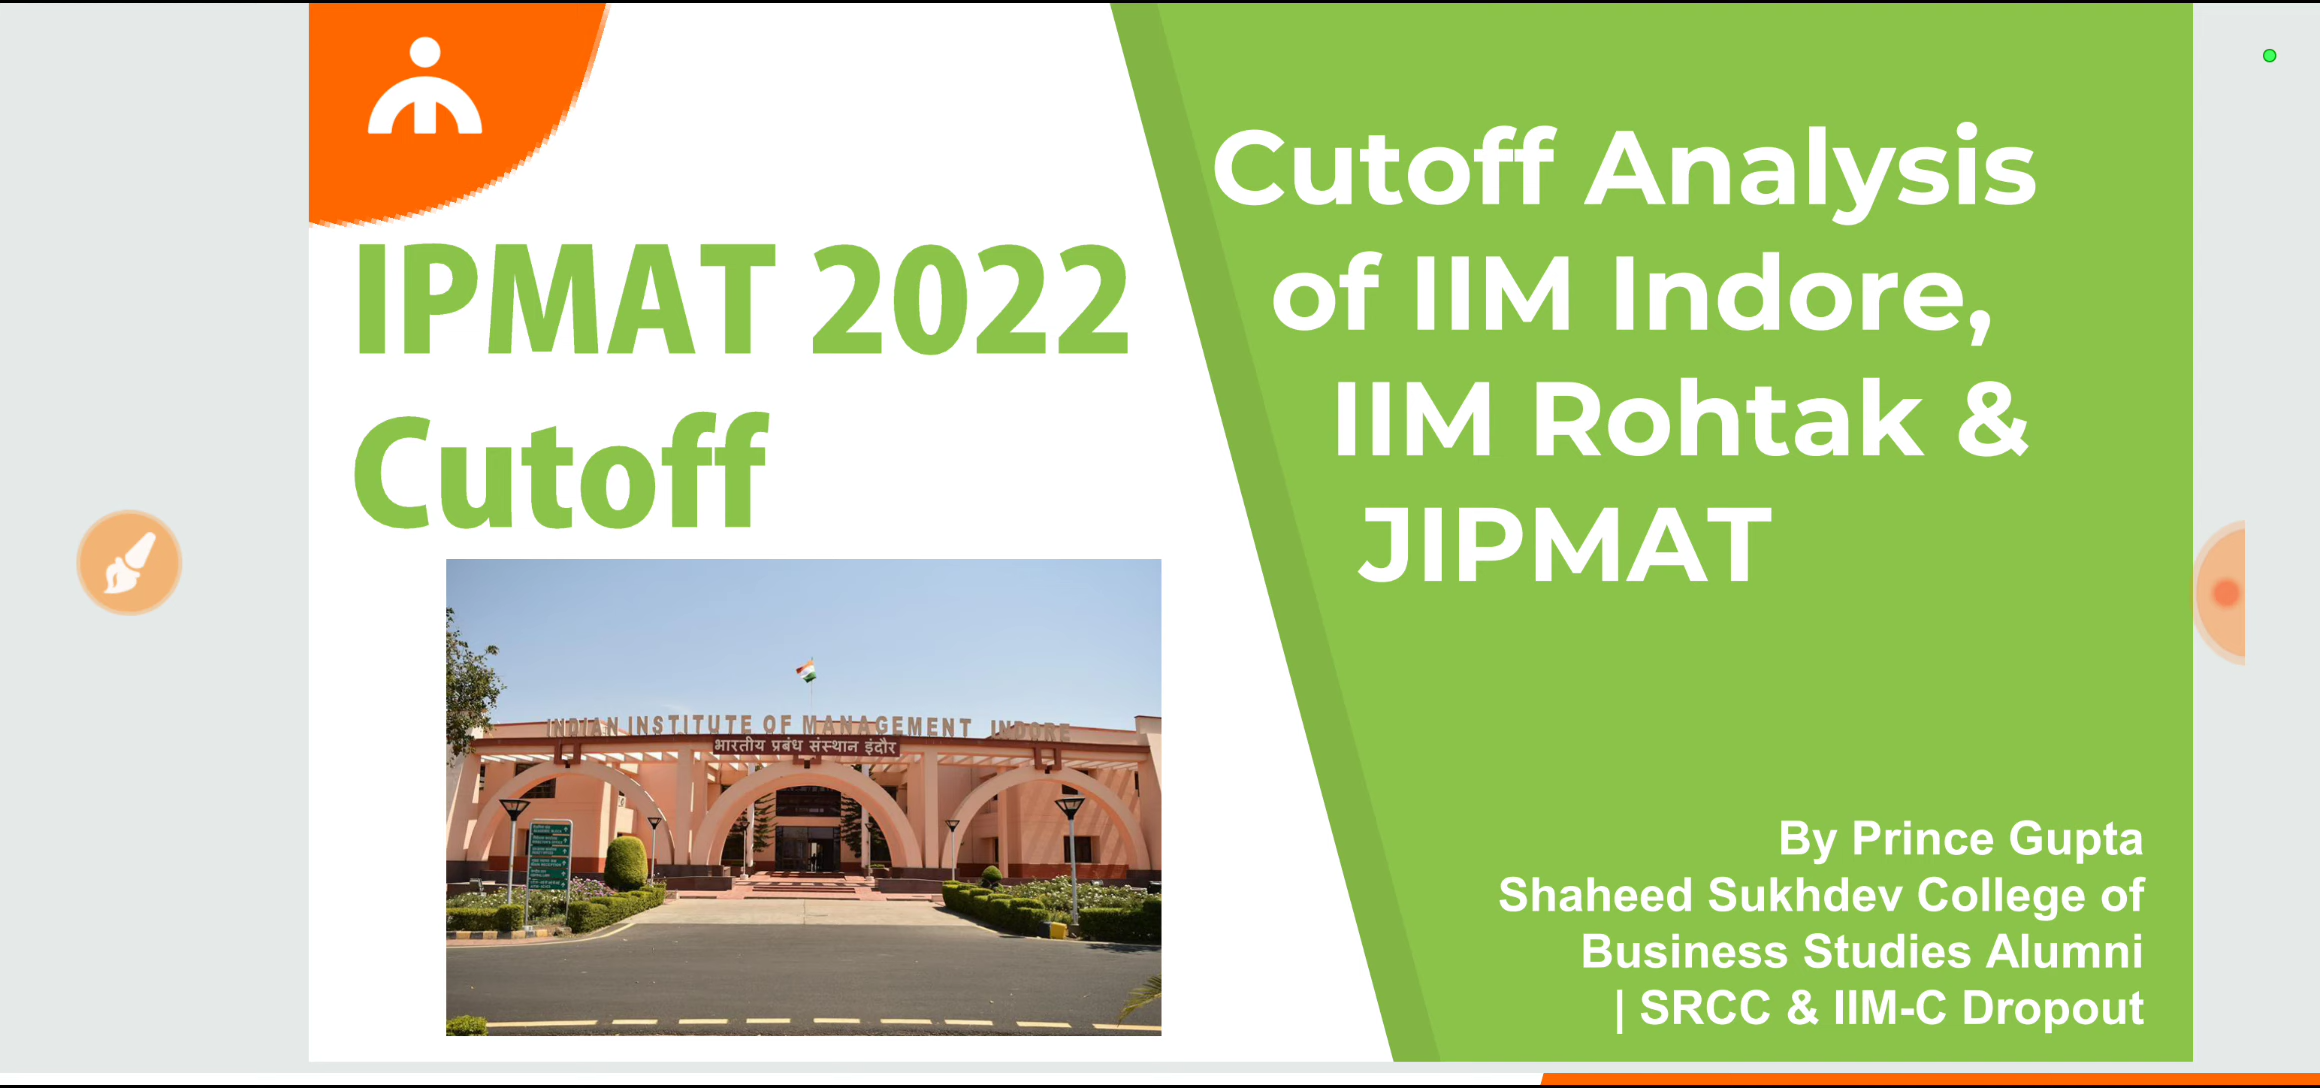 IPMAT 2022
Cutoff
INDIAN INSTITUTE OF MANAGEMENT INDORE
भारतीय प्रबंध संस्थान इंदौर
Cutoff Analysis
of IIM Indore,
IIM Rohtak &
JIPMAT
By Prince Gupta
Shaheed Sukhdev College of
Business Studies Alumni
| SRCC & IIM-C Dropout